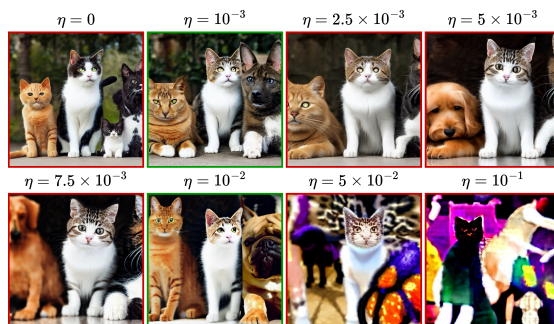 η = 0 η = 10⁻³ η = 2.5 × 10⁻³ η = 5 × 10⁻³
η = 7.5 × 10⁻³ η = 10⁻² η = 5 × 10⁻² η = 10⁻¹